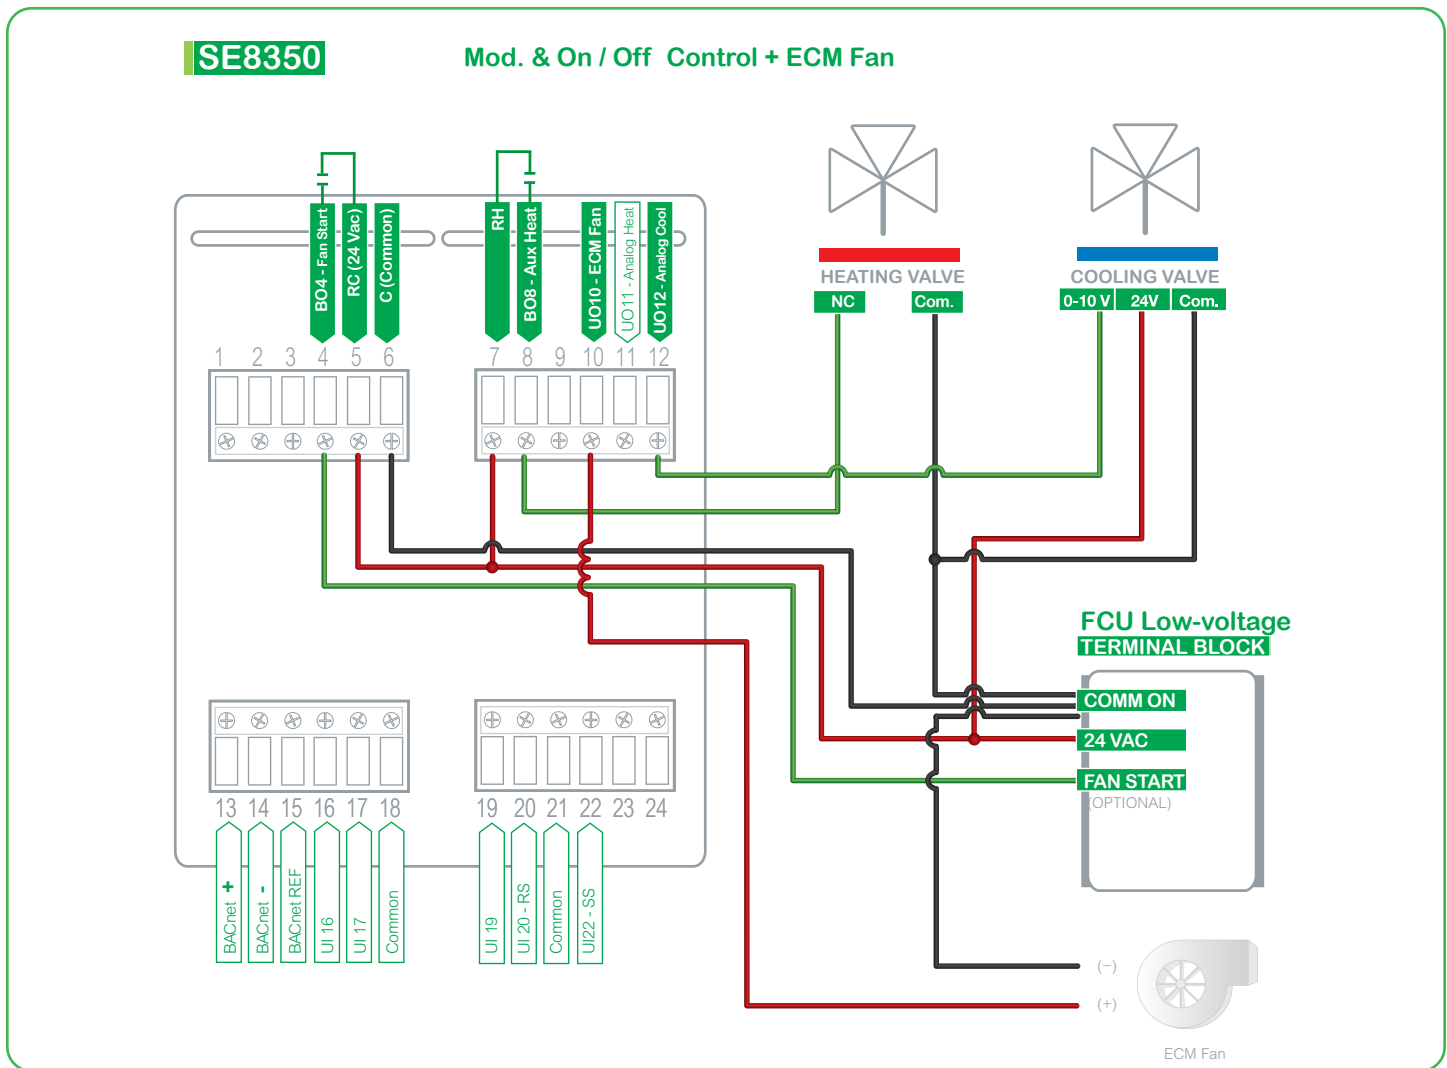 SE8350
Mod. & On / Off Control + ECM Fan
BO4 - Fan Start
RC (24 Vac)
C (Common)
RH
BO8 - Aux Heat
UO10 - ECM Fan
UO11 - Analog Heat
UO12 - Analog Cool
1 2 3 4 5 6
7 8 9 10 11 12
HEATING VALVE
NC Com.
COOLING VALVE
0-10 V 24V Com.
FCU Low-voltage
TERMINAL BLOCK
COMM ON
24 VAC
FAN START
(OPTIONAL)
13 14 15 16 17 18
19 20 21 22 23 24
BACnet +
BACnet -
BACnet REF
UI 16
UI 17
Common
UI 19
UI 20 - RS
Common
UI22 - SS
(−)
(+)
ECM Fan